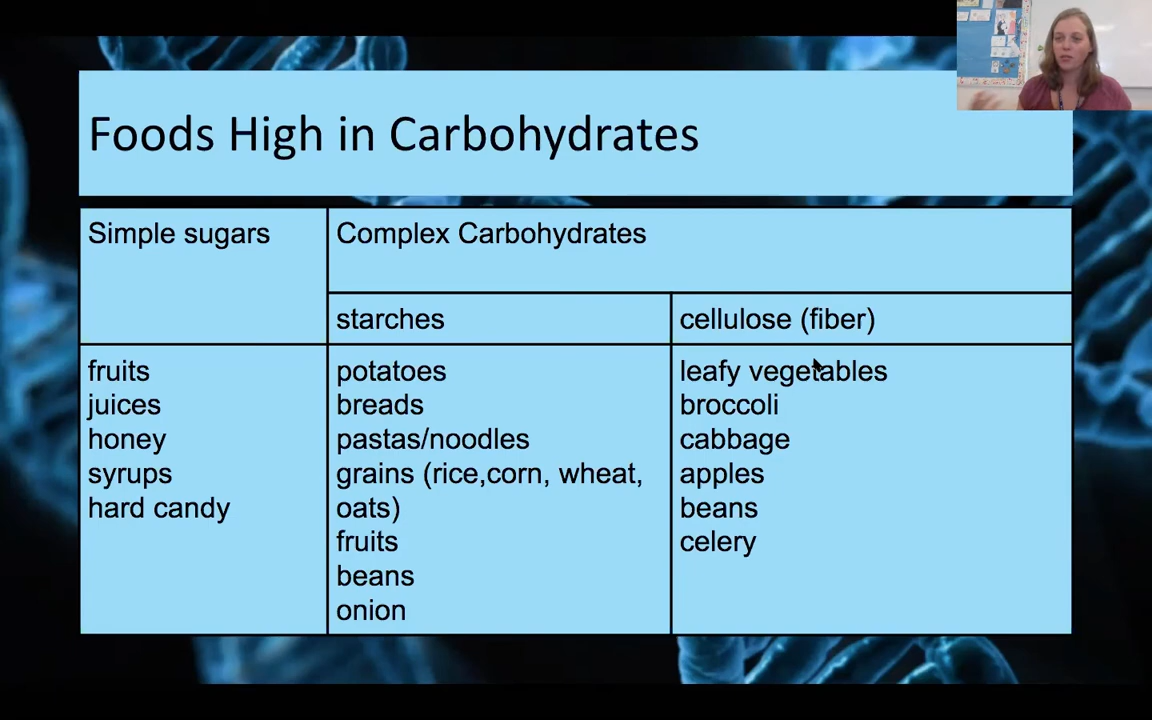 Foods High in Carbohydrates
Simple sugars
Complex Carbohydrates
starches
cellulose (fiber)
fruits
juices
honey
syrups
hard candy
potatoes
breads
pastas/noodles
grains (rice,corn, wheat,
oats)
fruits
beans
onion
leafy vegetables
broccoli
cabbage
apples
beans
celery